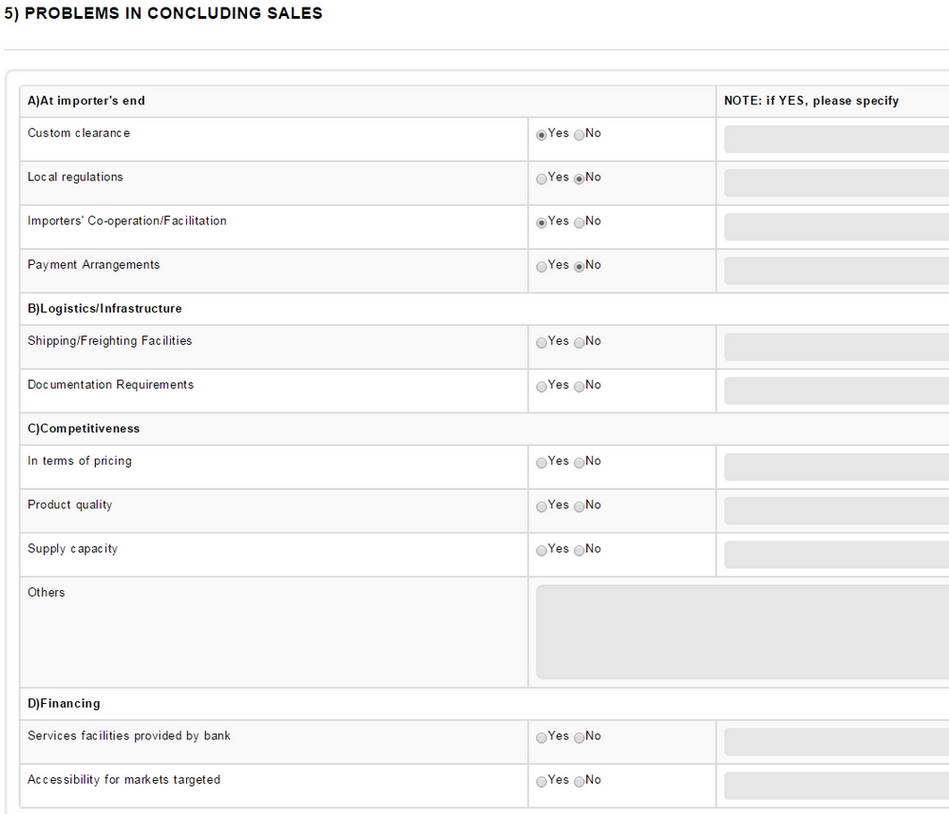 5) PROBLEMS IN CONCLUDING SALES
A)At importer's end NOTE: if YES, please specify
Custom clearance Yes No
Local regulations Yes No
Importers' Co-operation/Facilitation Yes No
Payment Arrangements Yes No
B)Logistics/Infrastructure
Shipping/Freighting Facilities Yes No
Documentation Requirements Yes No
C)Competitiveness
In terms of pricing Yes No
Product quality Yes No
Supply capacity Yes No
Others
D)Financing
Services facilities provided by bank Yes No
Accessibility for markets targeted Yes No